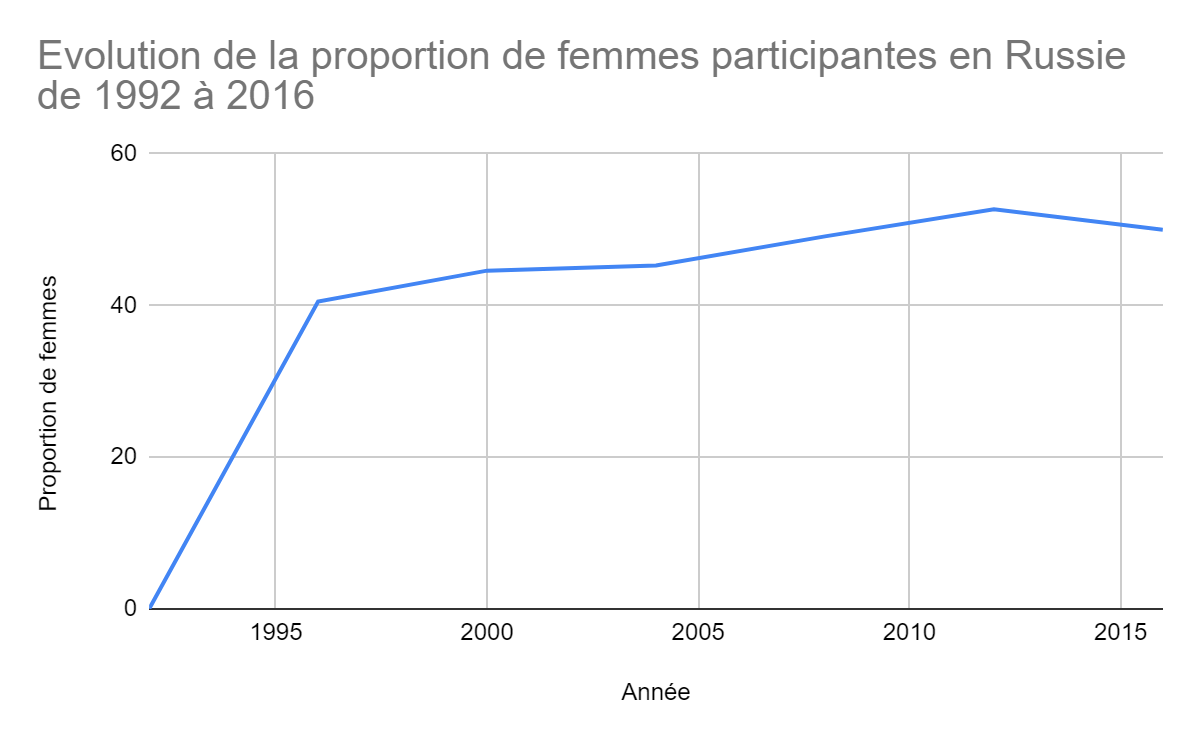 Evolution de la proportion de femmes participantes en Russie
de 1992 à 2016
60
40
20
0
Proportion de femmes
1995
2000
2005
2010
2015
Année